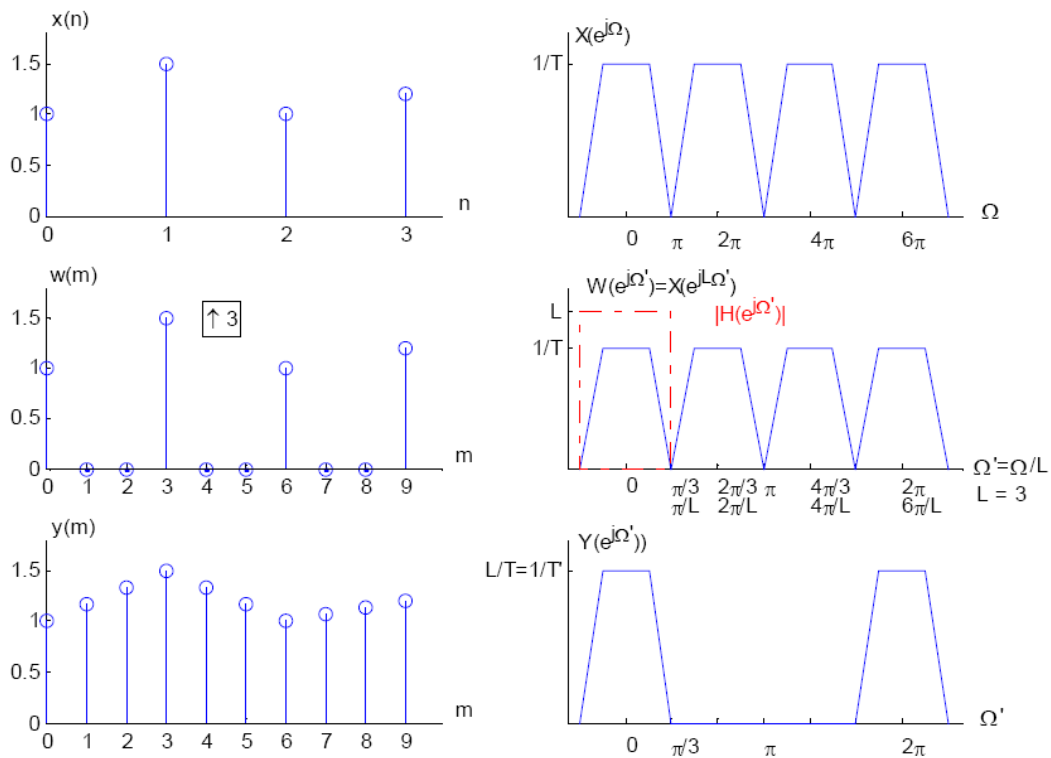 x(n)
1.5
1
0.5
0
0 1 2 3
n
X(e^jΩ)
1/T
0 π 2π 4π 6π
Ω
w(m)
↑ 3
1.5
1
0.5
0
0 1 2 3 4 5 6 7 8 9
m
W(e^jΩ')=X(e^jLΩ')
L
|H(e^jΩ')|
1/T
0 π/3 2π/3 π 4π/3 2π
π/L 2π/L 4π/L 6π/L
Ω'=Ω/L
L = 3
y(m)
1.5
1
0.5
0
0 1 2 3 4 5 6 7 8 9
m
Y(e^jΩ'))
L/T=1/T'
0 π/3 π 2π
Ω'